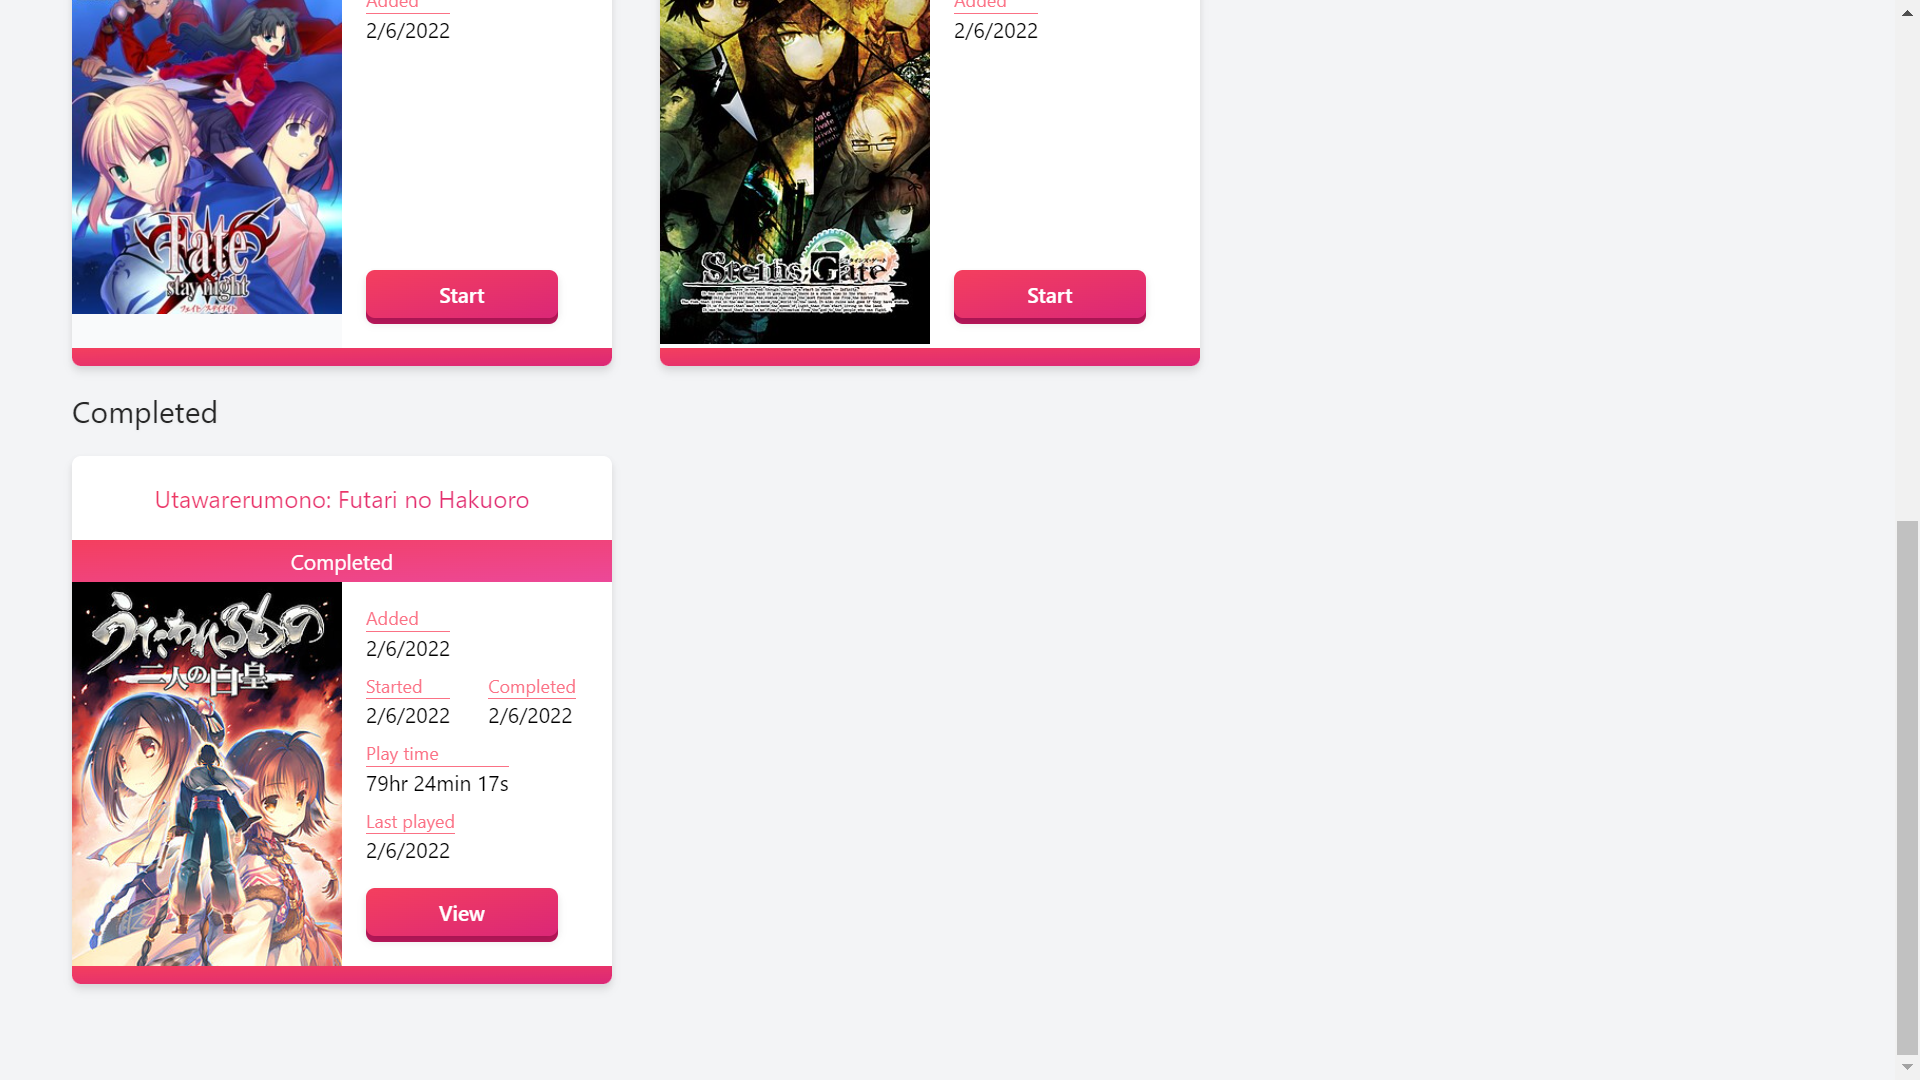 Added
Added
2/6/2022
2/6/2022
Fate
stay night
フェイト/ステイナイト
Steins;Gate
Start
Start
Completed
Utawarerumono: Futari no Hakuoro
Completed
うたわれるもの
二人の白皇
Added
2/6/2022
Started
Completed
2/6/2022
2/6/2022
Play time
79hr 24min 17s
Last played
2/6/2022
View